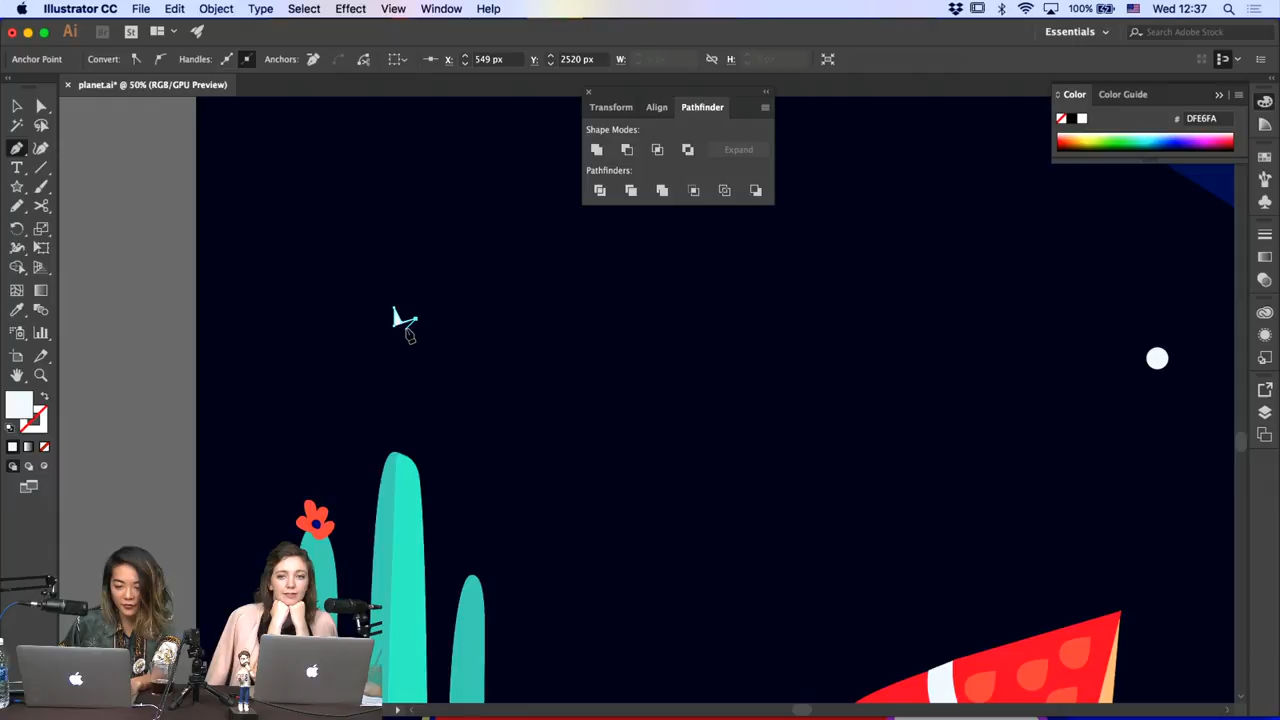 Illustrator CC File Edit Object Type Select Effect View Window Help 100% Wed 12:37
Ai Br St Essentials Search Adobe Stock
Anchor Point Convert: Handles: Anchors: X: 549 px Y: 2520 px W: H:
× planet.ai* @ 50% (RGB/GPU Preview)
Transform Align Pathfinder
Color Color Guide
# DFE6FA
Shape Modes:
Expand
Pathfinders: